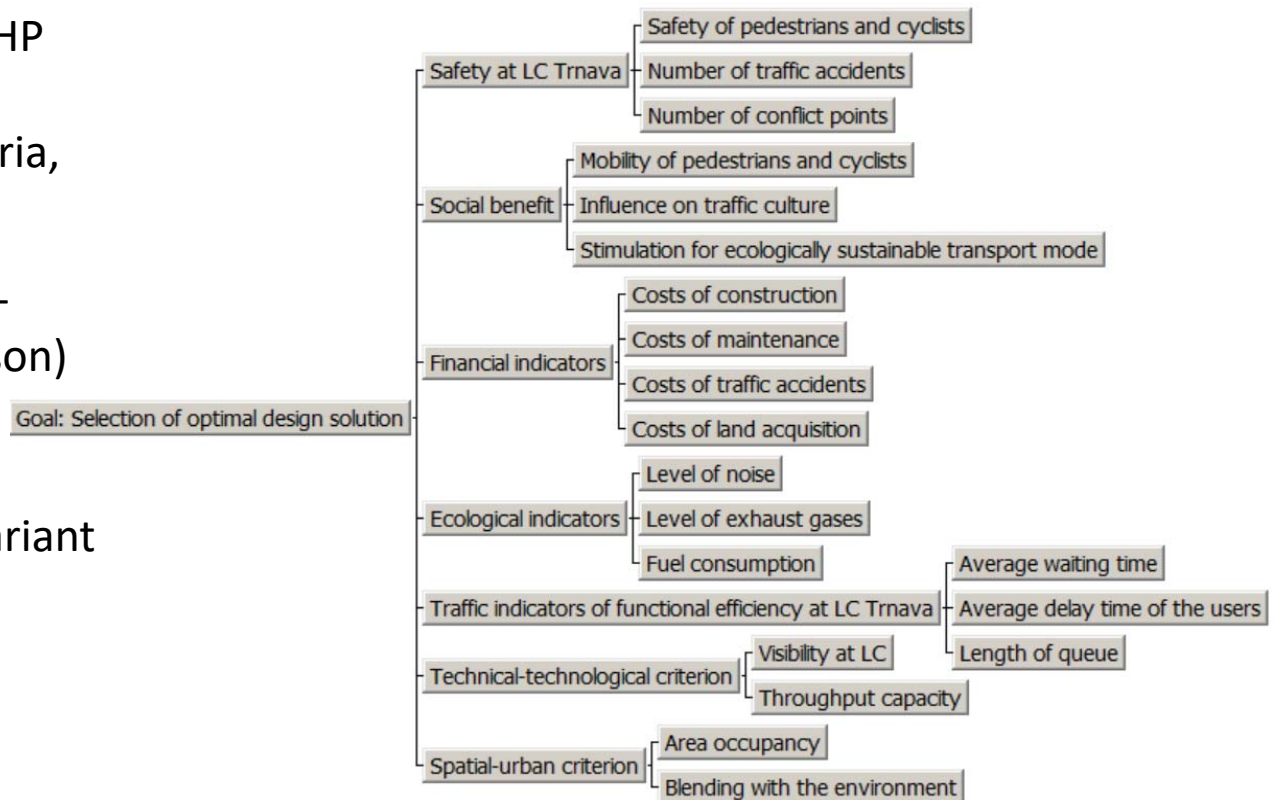 HP
ria,
-
son)
ariant
Goal: Selection of optimal design solution
Safety at LC Trnava
Safety of pedestrians and cyclists
Number of traffic accidents
Number of conflict points
Social benefit
Mobility of pedestrians and cyclists
Influence on traffic culture
Stimulation for ecologically sustainable transport mode
Financial indicators
Costs of construction
Costs of maintenance
Costs of traffic accidents
Costs of land acquisition
Ecological indicators
Level of noise
Level of exhaust gases
Fuel consumption
Traffic indicators of functional efficiency at LC Trnava
Average waiting time
Average delay time of the users
Length of queue
Technical-technological criterion
Visibility at LC
Throughput capacity
Spatial-urban criterion
Area occupancy
Blending with the environment